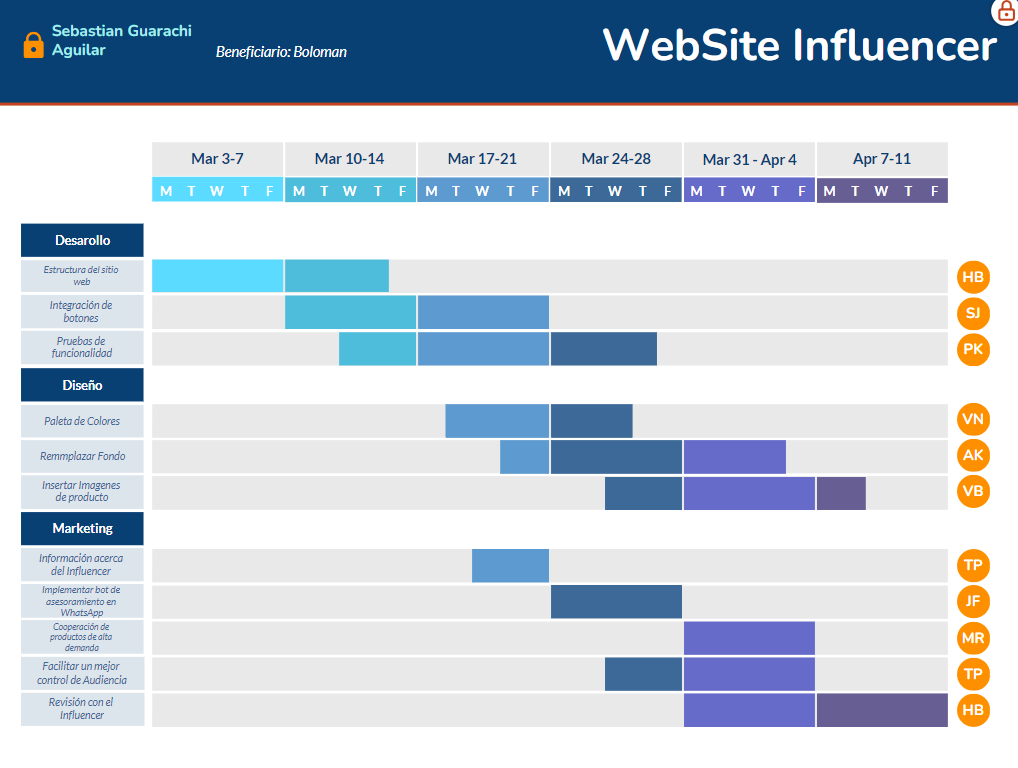 Sebastian Guarachi
Aguilar
Beneficiario: Boloman
WebSite Influencer
Mar 3-7 Mar 10-14 Mar 17-21 Mar 24-28 Mar 31 - Apr 4 Apr 7-11
M T W T F M T W T F M T W T F M T W T F M T W T F M T W T F
Desarollo
Estructura del sitio
web
HB
Integración de
botones
SJ
Pruebas de
funcionalidad
PK
Diseño
Paleta de Colores
VN
Remmplazar Fondo
AK
Insertar Imagenes
de producto
VB
Marketing
Información acerca
del Influencer
TP
Implementar bot de
asesoramiento en
WhatsApp
JF
Cooperación de
productos de alta
demanda
MR
Facilitar un mejor
control de Audiencia
TP
Revisión con el
Influencer
HB